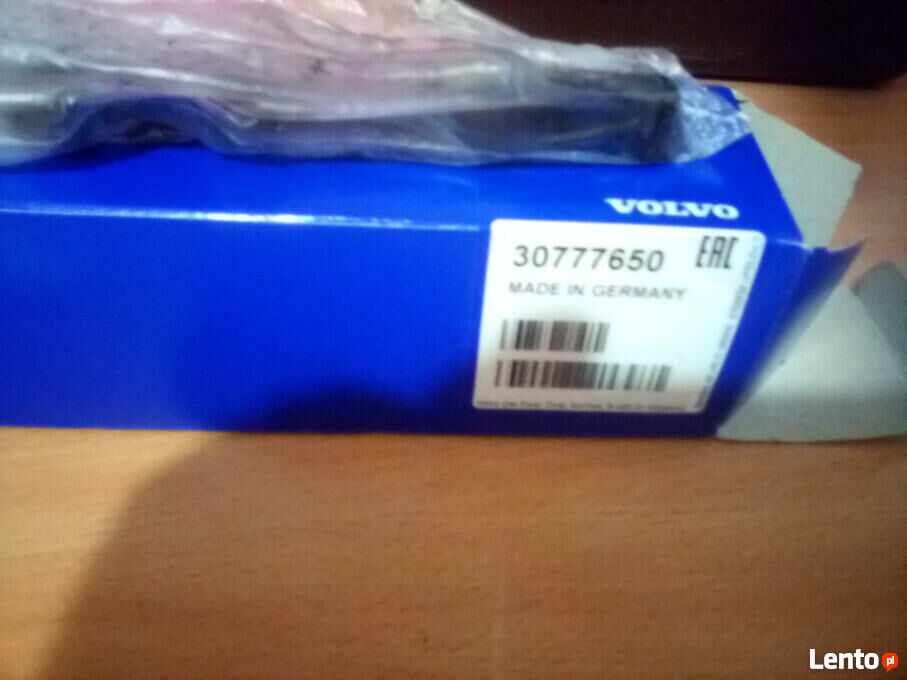 VOLVO
30777650
EAC
MADE IN GERMANY
Lento pl